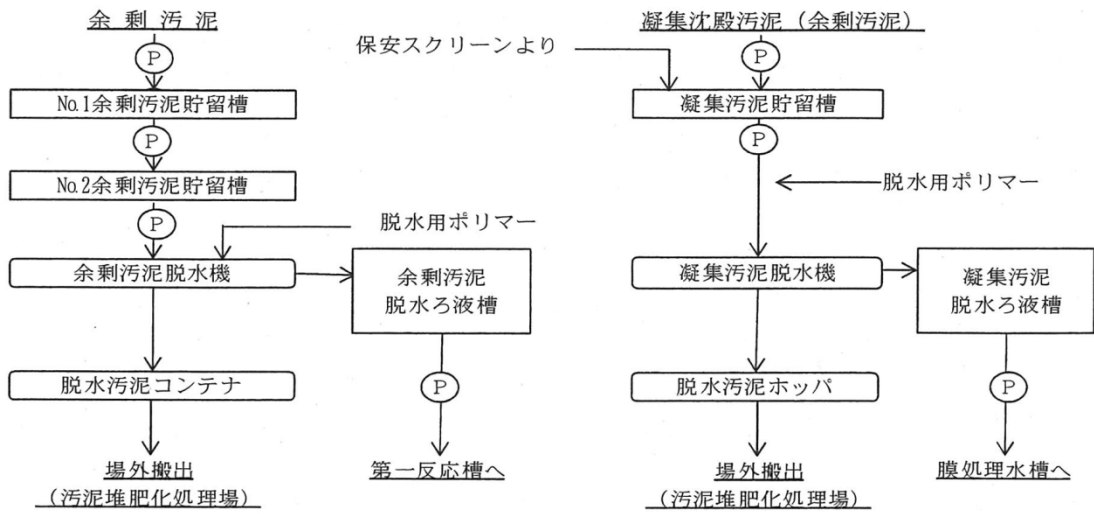 余剰汚泥
P
No.1余剰汚泥貯留槽
P
No.2余剰汚泥貯留槽
P
脱水用ポリマー
余剰汚泥脱水機
余剰汚泥
脱水ろ液槽
脱水汚泥コンテナ
P
場外搬出
(汚泥堆肥化処理場)
第一反応槽へ
凝集沈殿汚泥(余剰汚泥)
保安スクリーンより
P
凝集汚泥貯留槽
P
脱水用ポリマー
凝集汚泥脱水機
凝集汚泥
脱水ろ液槽
脱水汚泥ホッパ
P
場外搬出
(汚泥堆肥化処理場)
膜処理水槽へ